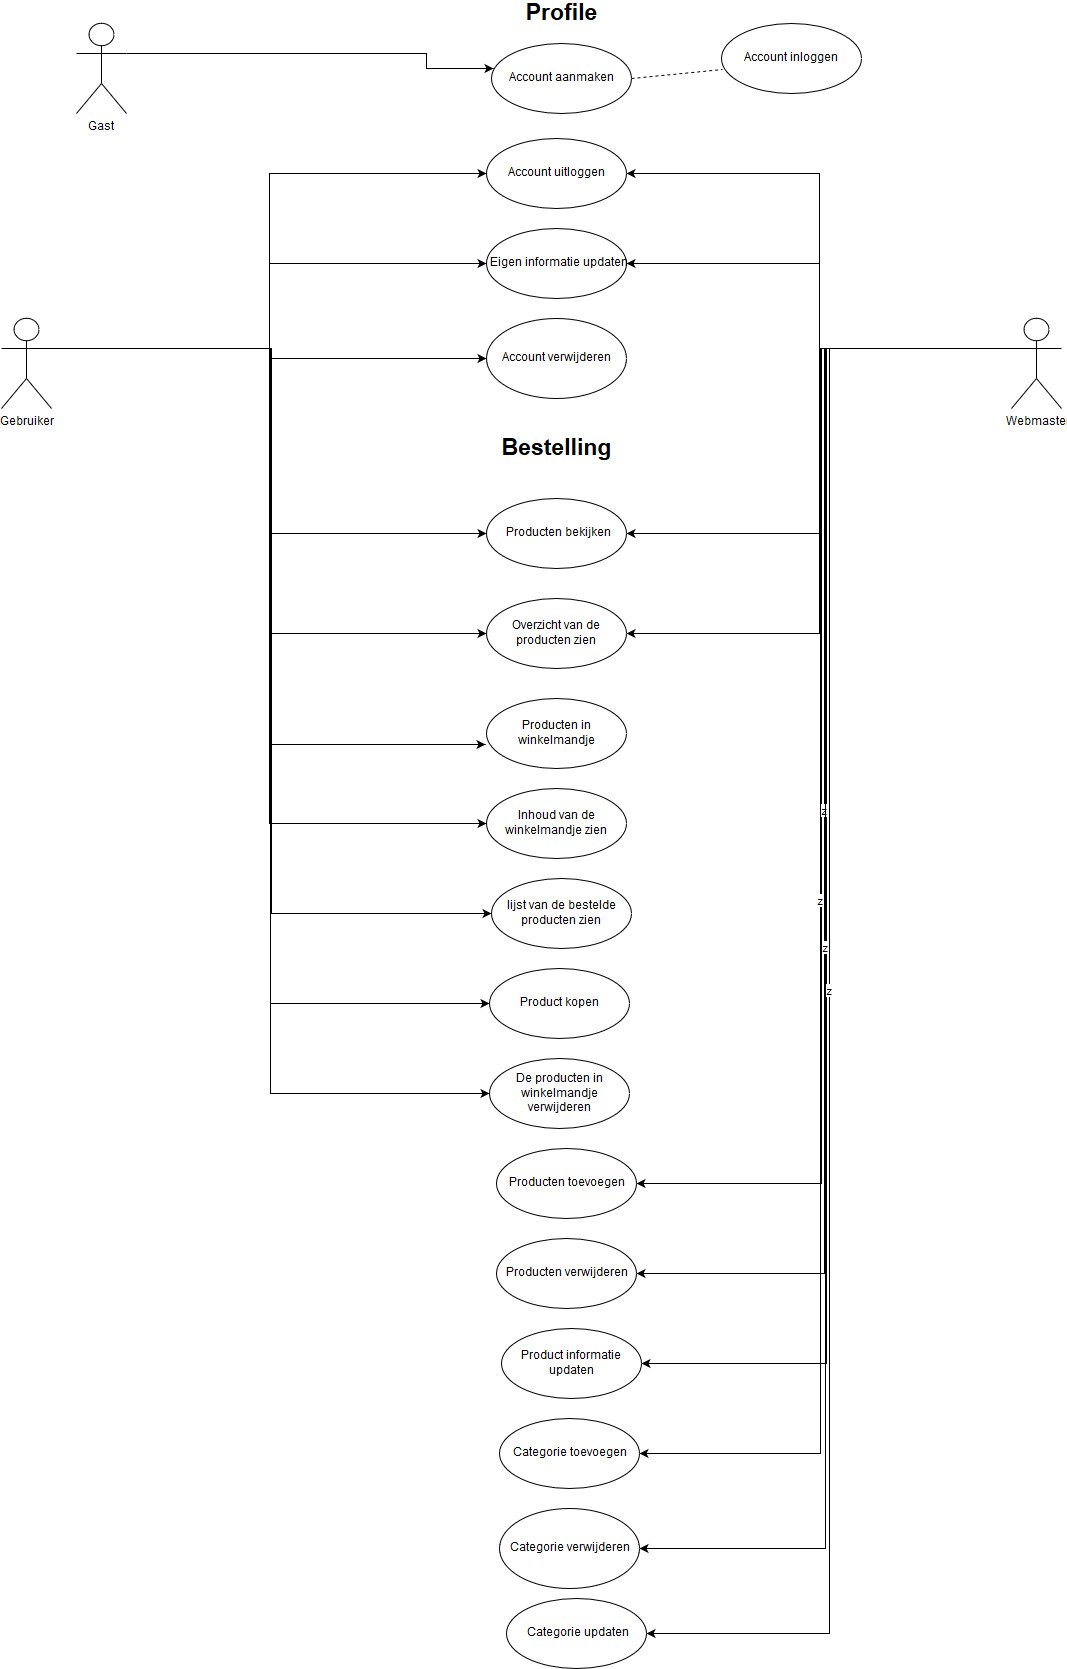 Profile
Account inloggen
Account aanmaken
Gast
Account uitloggen
Eigen informatie updaten
Account verwijderen
Gebruiker
Webmaste
Bestelling
Producten bekijken
Overzicht van de
producten zien
Producten in
winkelmandje
Inhoud van de
winkelmandje zien
z
lijst van de bestelde
producten zien
z
z
Product kopen
z
De producten in
winkelmandje
verwijderen
Producten toevoegen
Producten verwijderen
Product informatie
updaten
Categorie toevoegen
Categorie verwijderen
Categorie updaten